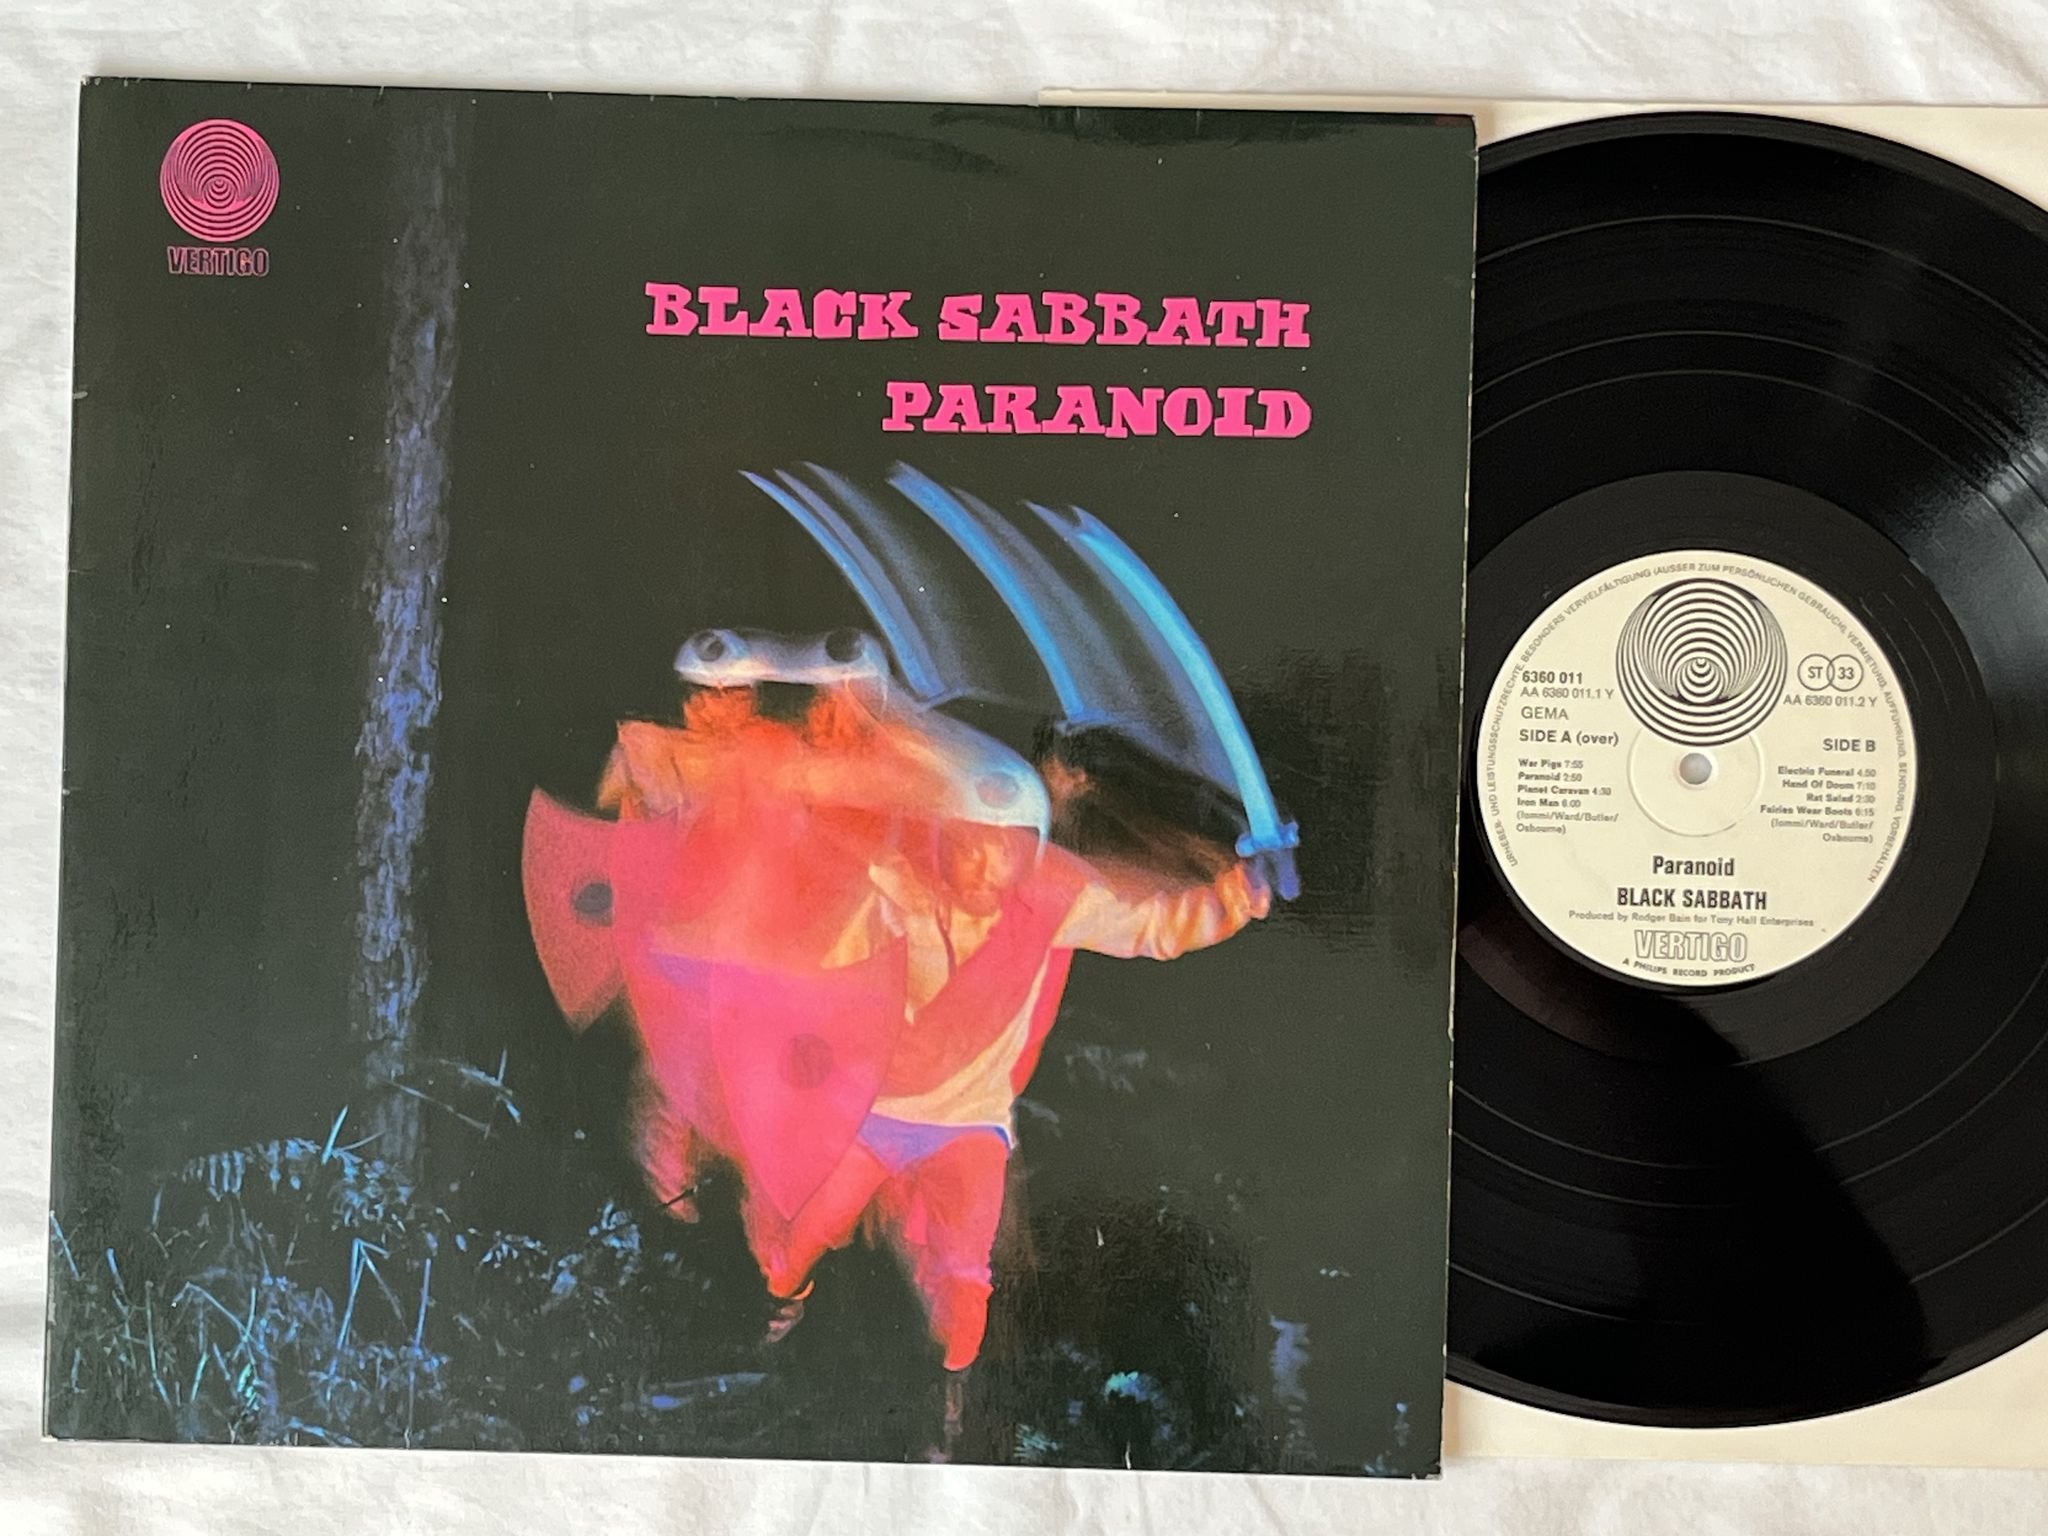 VERTIGO
BLACK SABBATH
PARANOID
URHEBER- UND LEISTUNGSSCHUTZRECHTE, BESONDERS VERVIELFÄLTIGUNG (AUSSER ZUM PERSÖNLICHEN GEBRAUCH), VERMIETUNG, AUFFÜHRUNG, SENDUNG, VORBEHALTEN
6360 011
AA 6360 011.1 Y
GEMA
SIDE A (over)
War Pigs 7:55
Paranoid 2:50
Planet Caravan 4:30
Iron Man 6:00
(Iommi/Ward/Butler/
Osbourne)
ST 33
AA 6360 011.2 Y
SIDE B
Electric Funeral 4:50
Hand Of Doom 7:10
Rat Salad 2:30
Fairies Wear Boots 6:15
(Iommi/Ward/Butler/
Osbourne)
Paranoid
BLACK SABBATH
Produced by Rodger Bain for Tony Hall Enterprises
VERTIGO
A PHILIPS RECORD PRODUCT